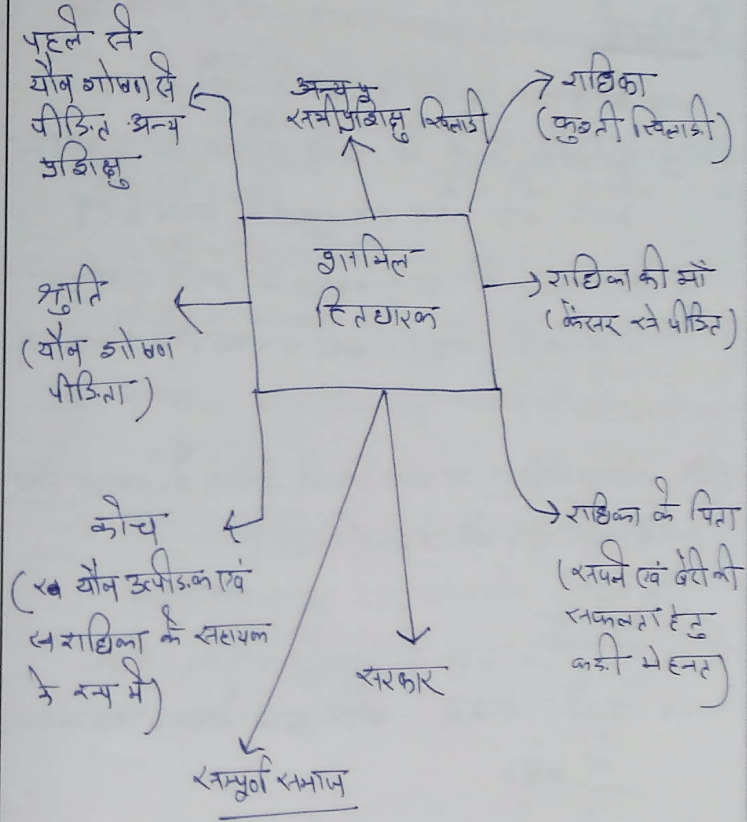 पहले से
यौन शोषण से
पीड़ित अन्य
प्रशिक्षु
अन्य
सभी प्रशिक्षु खिलाड़ी
राधिका
(कुश्ती खिलाड़ी)
शामिल
हितधारक
राधिका की माँ
(कैंसर से पीड़ित)
श्रुति
(यौन शोषण
पीड़िता)
कोच
(यौन उत्पीड़क एवं
राधिका के सहायक
के रूप में)
राधिका के पिता
(सपने एवं बेटी की
सफलता हेतु
कड़ी मेहनत)
सरकार
सम्पूर्ण समाज